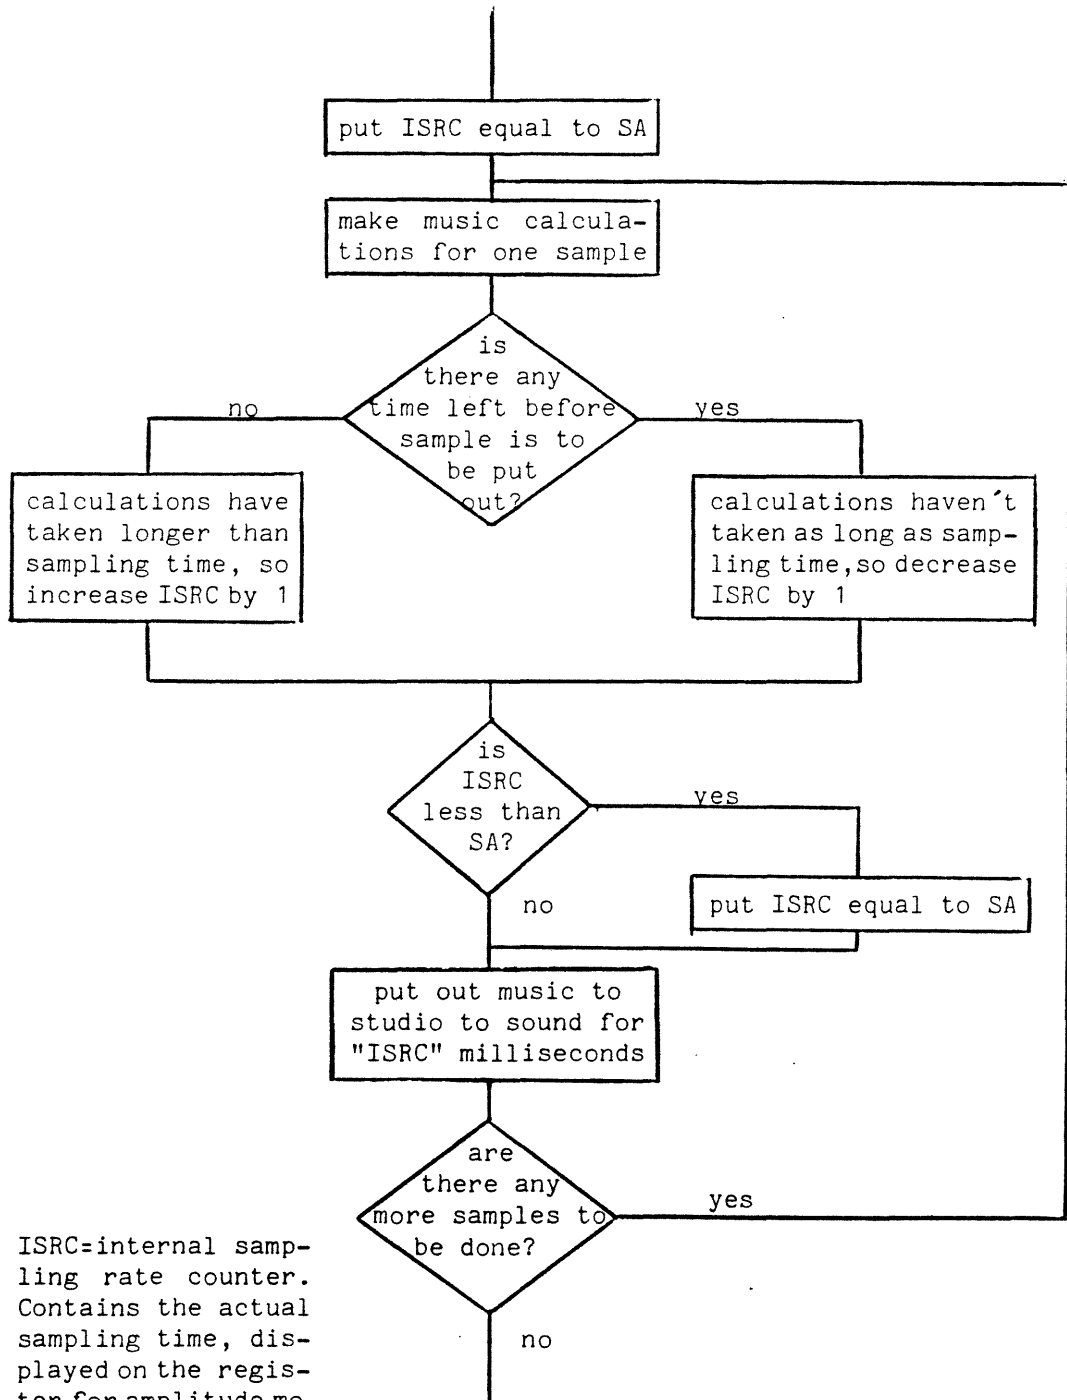 put ISRC equal to SA
make music calcula-
tions for one sample
is
there any
time left before
sample is to
be put
out?
no
yes
calculations have
taken longer than
sampling time, so
increase ISRC by 1
calculations haven't
taken as long as samp-
ling time, so decrease
ISRC by 1
is
ISRC
less than
SA?
yes
no
put ISRC equal to SA
put out music to
studio to sound for
"ISRC" milliseconds
are
there any
more samples to
be done?
yes
no
ISRC=internal samp-
ling rate counter.
Contains the actual
sampling time, dis-
played on the regis-
ter for amplitude mo-